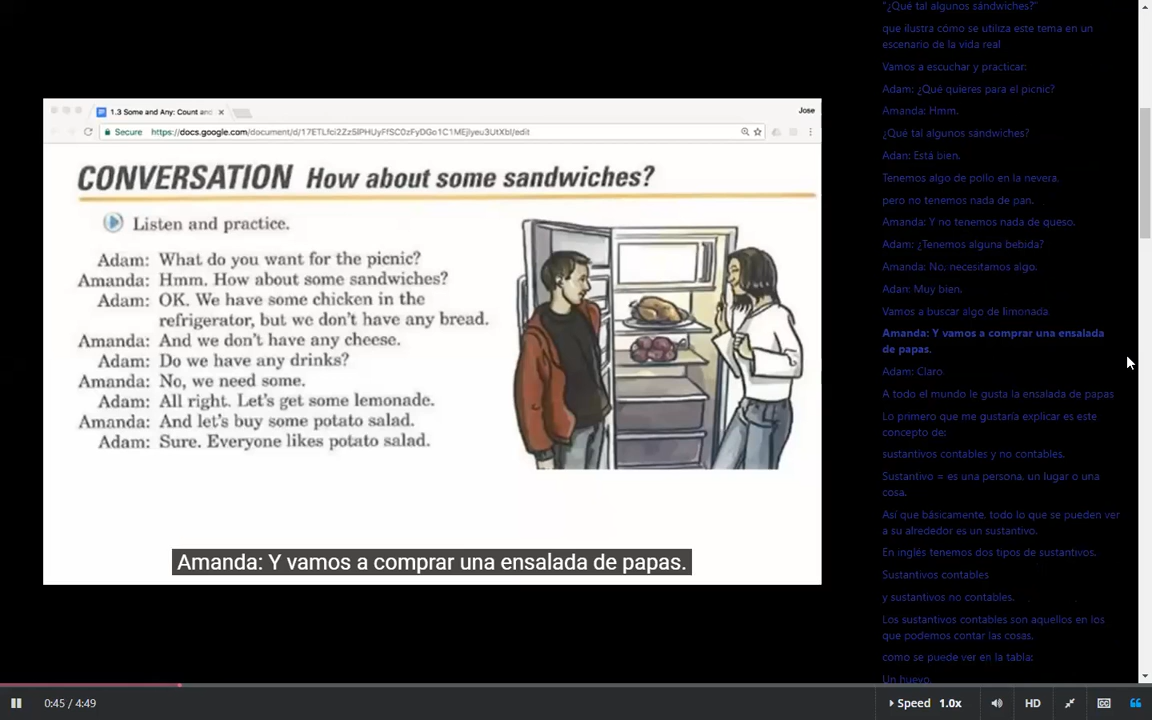 1.3 Some and Any: Count and
Jose
Secure https://docs.google.com/document/d/17ETLfci2Zz5lPHUyFfSC0zFyDGo1C1MEjlyeu3UtXbI/edit
CONVERSATION How about some sandwiches?
Listen and practice.
Adam: What do you want for the picnic?
Amanda: Hmm. How about some sandwiches?
Adam: OK. We have some chicken in the
refrigerator, but we don't have any bread.
Amanda: And we don't have any cheese.
Adam: Do we have any drinks?
Amanda: No, we need some.
Adam: All right. Let's get some lemonade.
Amanda: And let's buy some potato salad.
Adam: Sure. Everyone likes potato salad.
Amanda: Y vamos a comprar una ensalada de papas.
"¿Qué tal algunos sándwiches?"
que ilustra cómo se utiliza este tema en un
escenario de la vida real
Vamos a escuchar y practicar:
Adam: ¿Qué quieres para el picnic?
Amanda: Hmm.
¿Qué tal algunos sándwiches?
Adan: Está bien.
Tenemos algo de pollo en la nevera,
pero no tenemos nada de pan.
Amanda: Y no tenemos nada de queso.
Adam: ¿Tenemos alguna bebida?
Amanda: No, necesitamos algo.
Adan: Muy bien.
Vamos a buscar algo de limonada.
Amanda: Y vamos a comprar una ensalada
de papas.
Adam: Claro.
A todo el mundo le gusta la ensalada de papas
Lo primero que me gustaría explicar es este
concepto de:
sustantivos contables y no contables.
Sustantivo = es una persona, un lugar o una
cosa.
Así que básicamente, todo lo que se pueden ver
a su alrededor es un sustantivo.
En inglés tenemos dos tipos de sustantivos.
Sustantivos contables
y sustantivos no contables.
Los sustantivos contables son aquellos en los
que podemos contar las cosas,
como se puede ver en la tabla:
Un huevo,
0:45 / 4:49
Speed 1.0x
HD